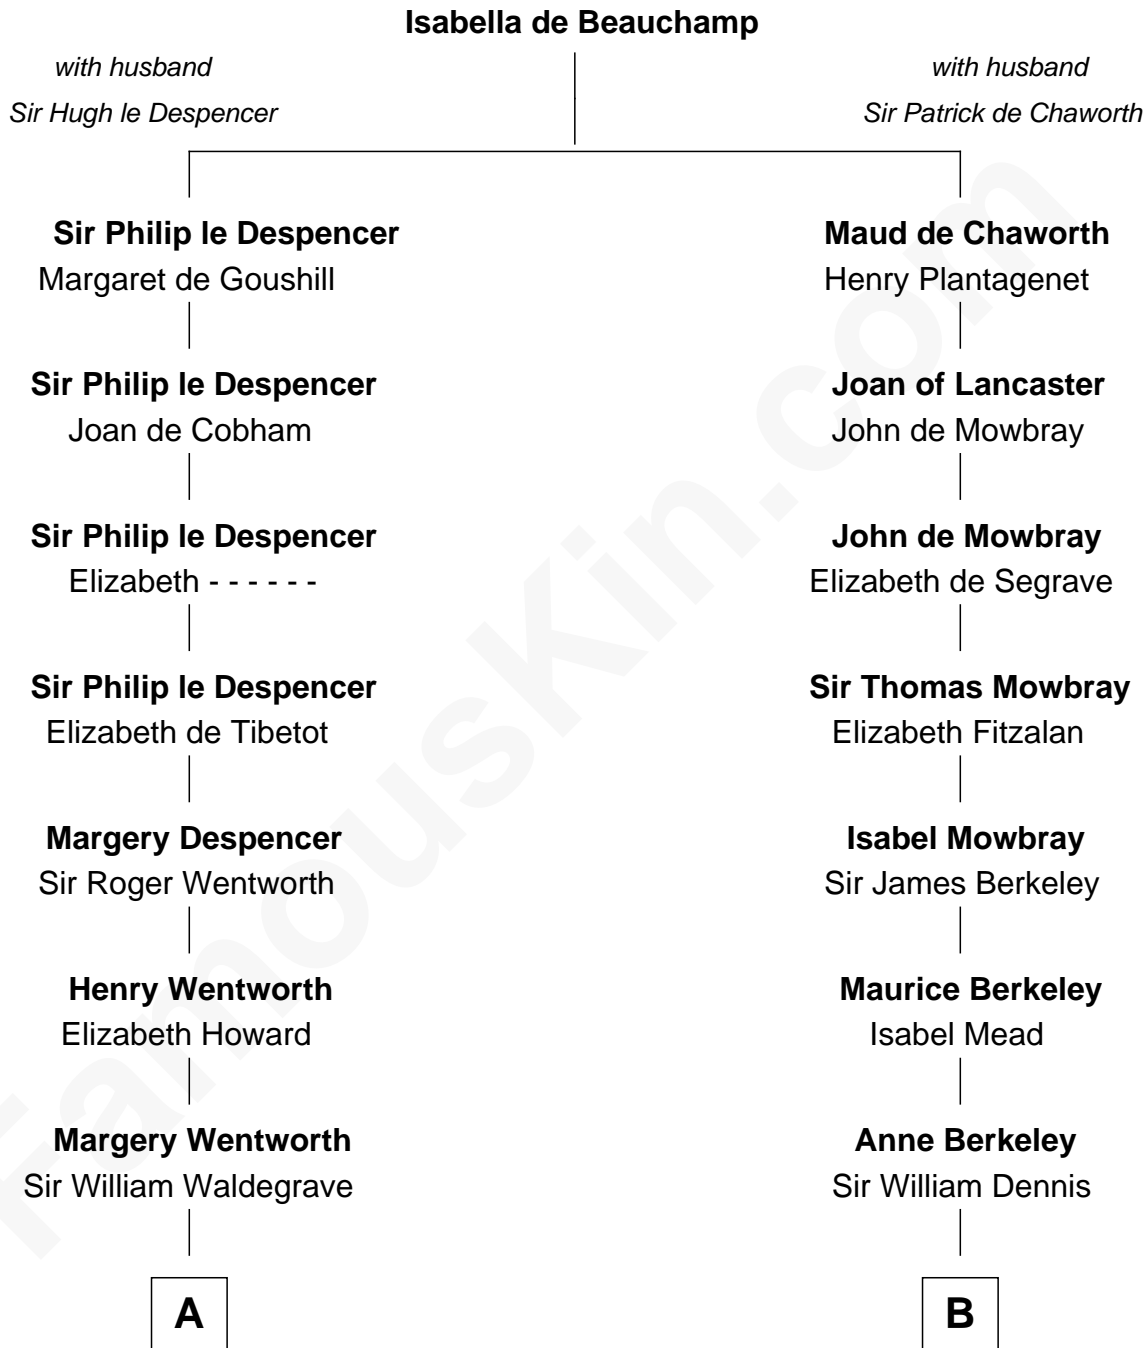 Isabella de Beauchamp
with husband
Sir Hugh le Despencer
with husband
Sir Patrick de Chaworth
Sir Philip le Despencer
Margaret de Goushill
Maud de Chaworth
Henry Plantagenet
Sir Philip le Despencer
Joan de Cobham
Joan of Lancaster
John de Mowbray
Sir Philip le Despencer
Elizabeth - - - - - -
John de Mowbray
Elizabeth de Segrave
Sir Philip le Despencer
Elizabeth de Tibetot
Sir Thomas Mowbray
Elizabeth Fitzalan
Margery Despencer
Sir Roger Wentworth
Isabel Mowbray
Sir James Berkeley
Henry Wentworth
Elizabeth Howard
Maurice Berkeley
Isabel Mead
Margery Wentworth
Sir William Waldegrave
Anne Berkeley
Sir William Dennis
A
B
FamousKin.com